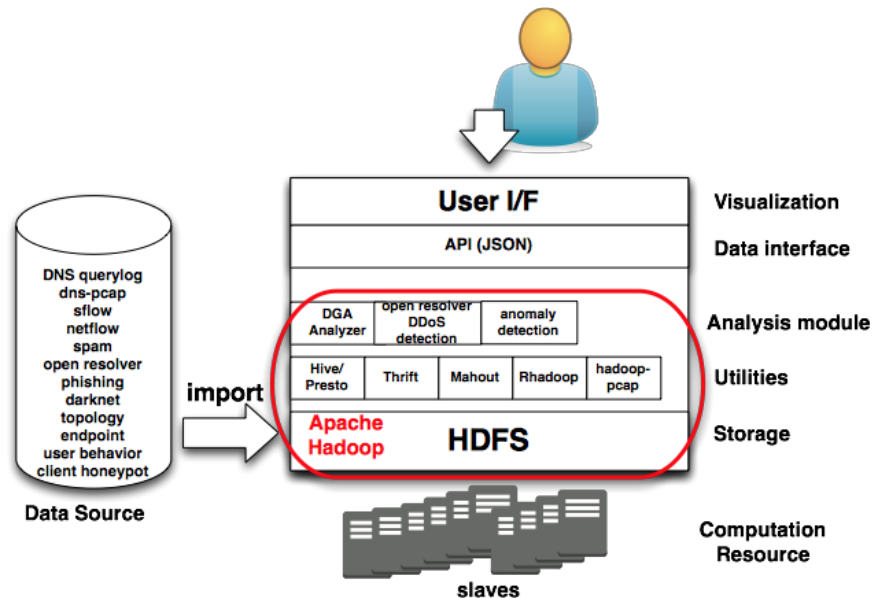 User I/F
Visualization
API (JSON)
Data interface
DNS querylog
dns-pcap
sflow
netflow
spam
open resolver
phishing
darknet
topology
endpoint
user behavior
client honeypot
Data Source
import
DGA
Analyzer
open resolver
DDoS
detection
anomaly
detection
Analysis module
Hive/
Presto
Thrift
Mahout
Rhadoop
hadoop-
pcap
Utilities
Apache
Hadoop
HDFS
Storage
slaves
Computation
Resource